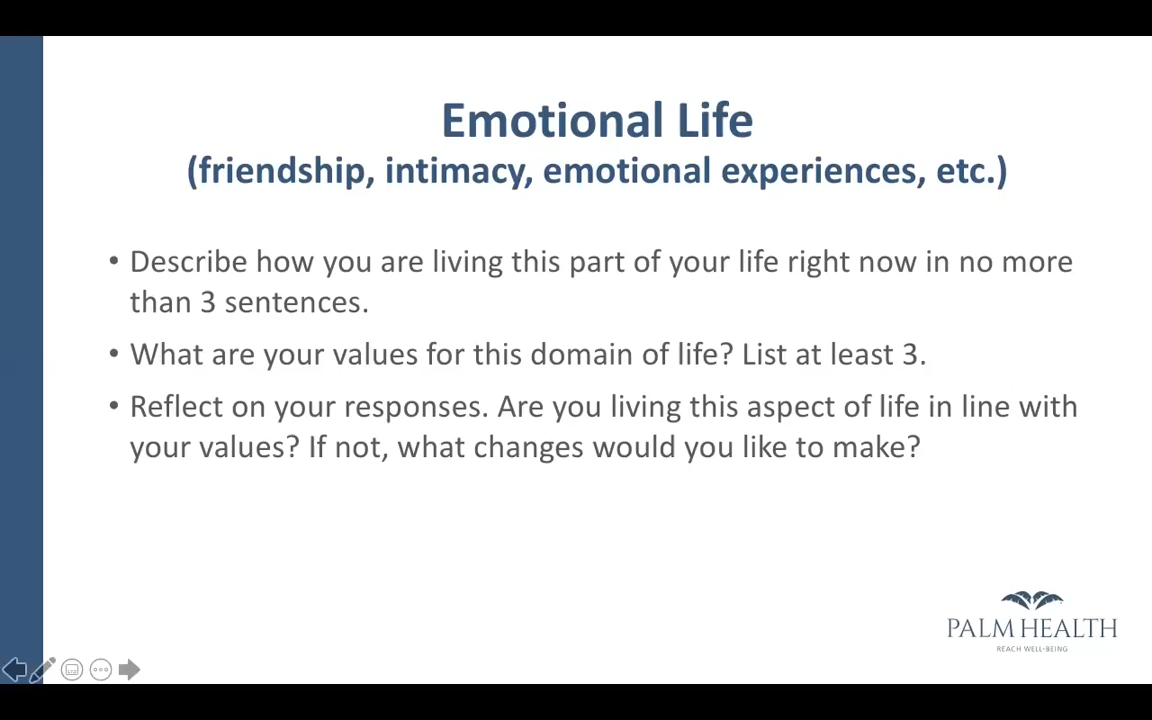 Emotional Life
(friendship, intimacy, emotional experiences, etc.)
• Describe how you are living this part of your life right now in no more
than 3 sentences.
• What are your values for this domain of life? List at least 3.
• Reflect on your responses. Are you living this aspect of life in line with
your values? If not, what changes would you like to make?
PALM HEALTH
REACH WELL-BEING